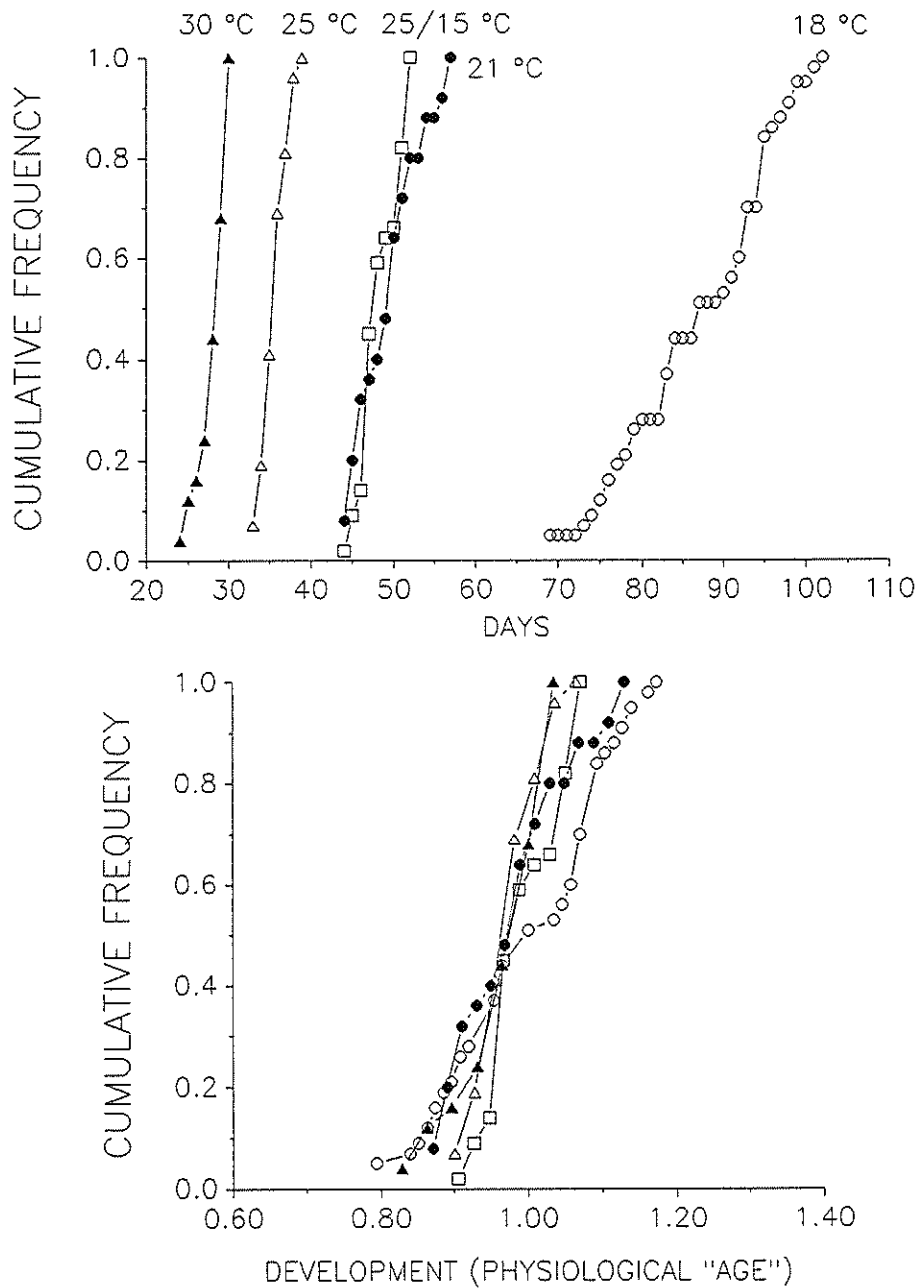 30 °C 25 °C 25/15 °C 18 °C
21 °C
CUMULATIVE FREQUENCY
1.0
0.8
0.6
0.4
0.2
0.0
20 30 40 50 60 70 80 90 100 110
DAYS
CUMULATIVE FREQUENCY
1.0
0.8
0.6
0.4
0.2
0.0
0.60 0.80 1.00 1.20 1.40
DEVELOPMENT (PHYSIOLOGICAL "AGE")